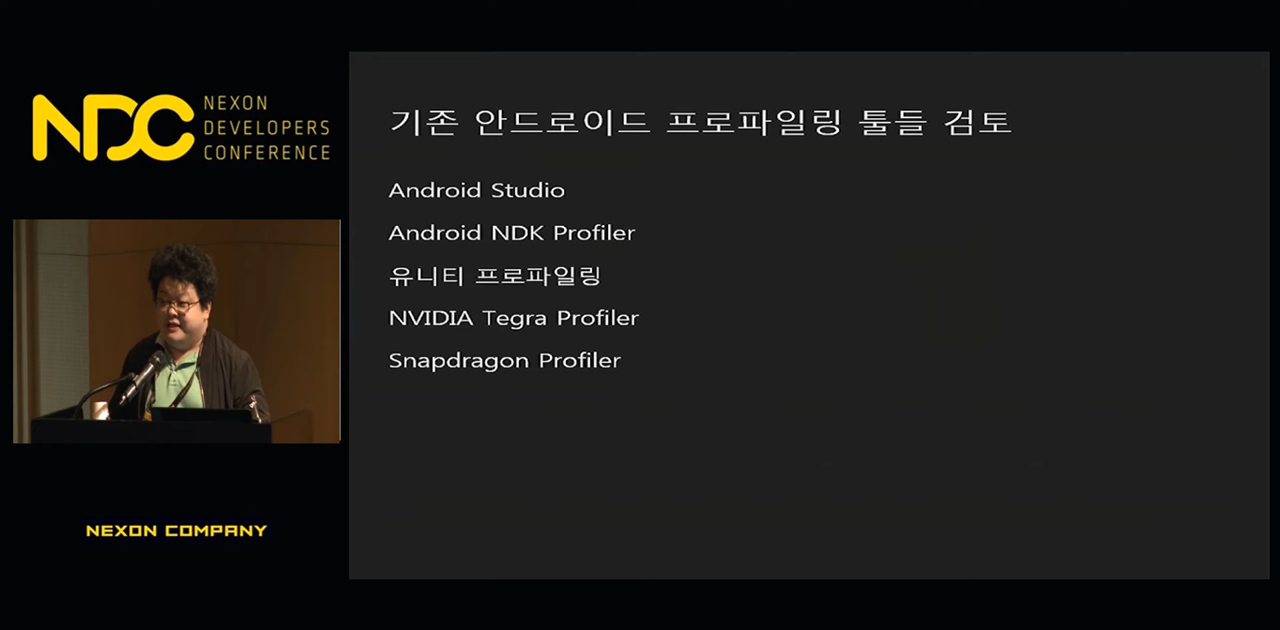 NDC
NEXON
DEVELOPERS
CONFERENCE
기존 안드로이드 프로파일링 툴들 검토
Android Studio
Android NDK Profiler
유니티 프로파일링
NVIDIA Tegra Profiler
Snapdragon Profiler
NEXON COMPANY